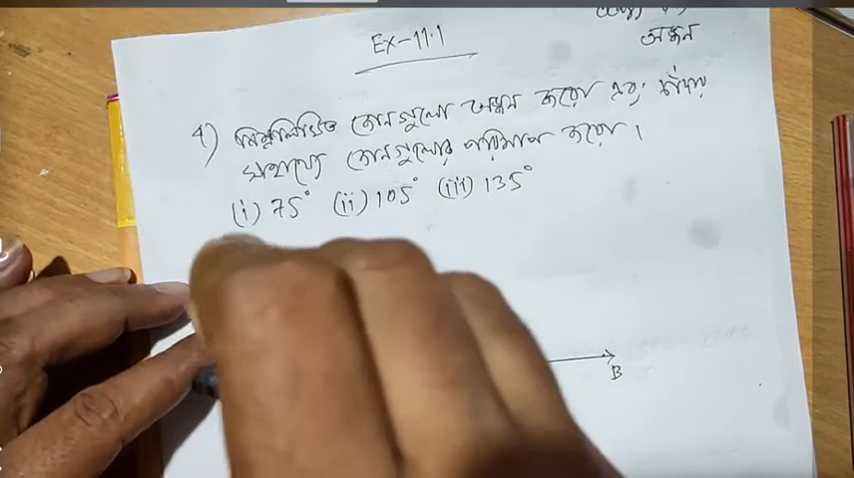 Ex-11.1
অঙ্কন
4) নিম্নলিখিত কোনগুলো অঙ্কন করো এবং চাঁদার
সাহায্যে কোনগুলোর পরিমাপ করো।
(i) 75° (ii) 105° (iii) 135°
B